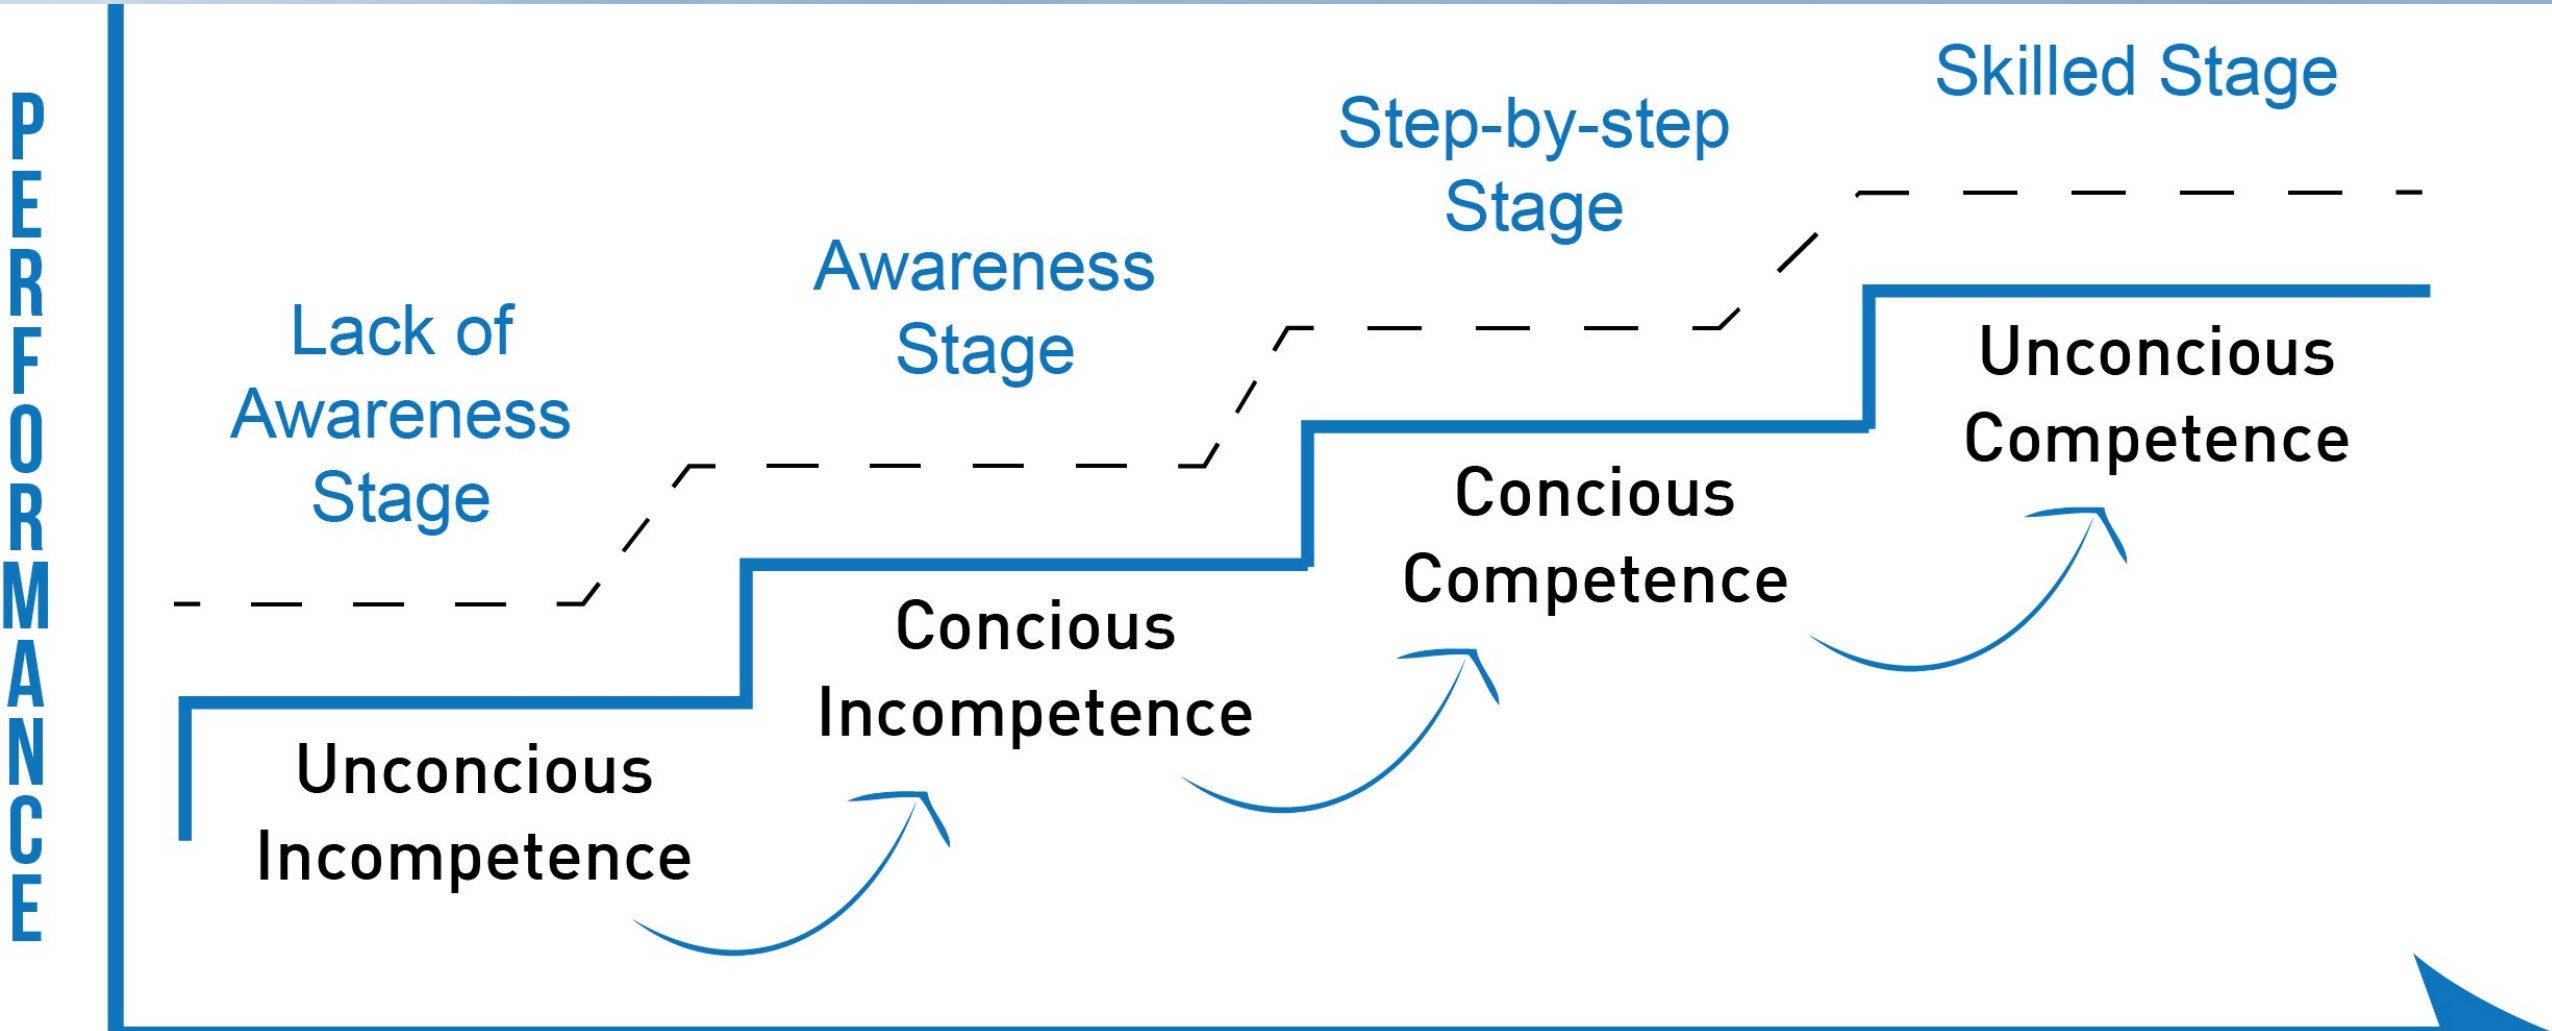 PERFORMANCE
Lack of
Awareness
Stage
Awareness
Stage
Step-by-step
Stage
Skilled Stage
Unconcious
Incompetence
Concious
Incompetence
Concious
Competence
Unconcious
Competence